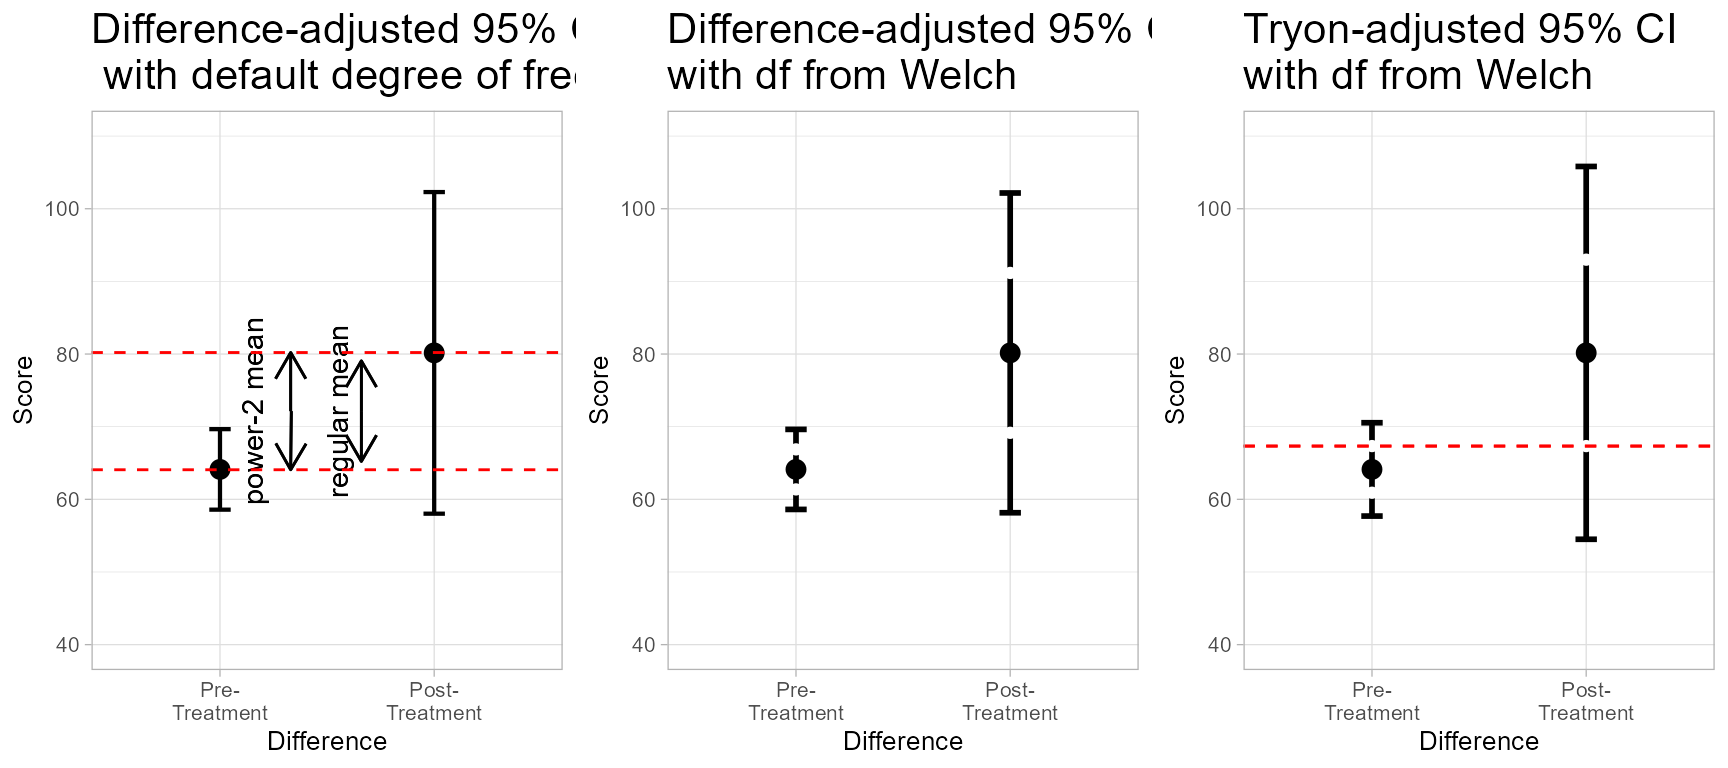 Difference-adjusted 95%
with default degree of
Score
100
80
60
40
power-2 mean
regular mean
Pre-
Treatment
Post-
Treatment
Difference
Difference-adjusted 95%
with df from Welch
Score
100
80
60
40
Pre-
Treatment
Post-
Treatment
Difference
Tryon-adjusted 95% CI
with df from Welch
Score
100
80
60
40
Pre-
Treatment
Post-
Treatment
Difference